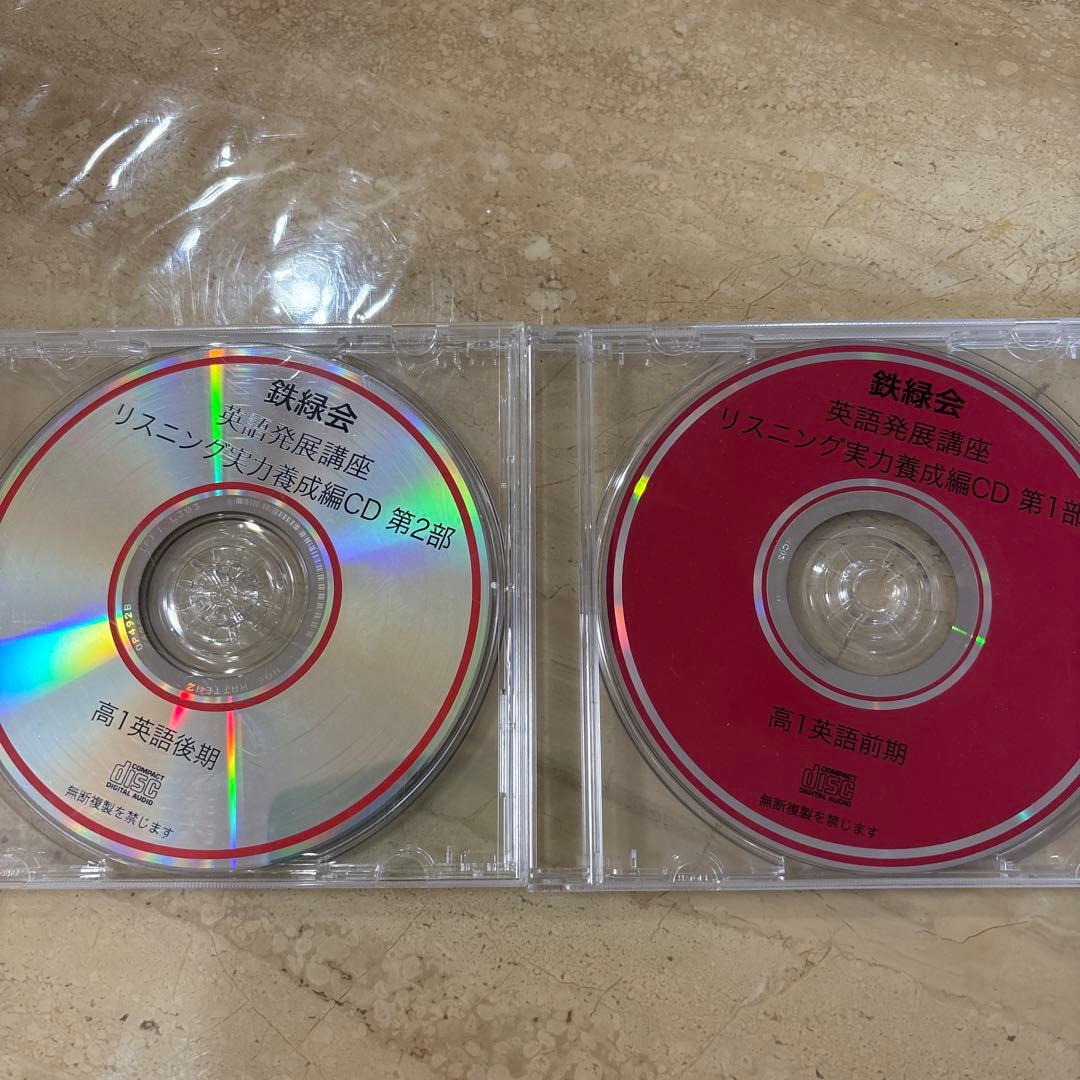 鉄緑会
英語発展講座
リスニング実力養成編CD 第2部
高1英語後期
COMPACT
disc
DIGITAL AUDIO
無断複製を禁じます
鉄緑会
英語発展講座
リスニング実力養成編CD 第1部
高1英語前期
COMPACT
disc
DIGITAL AUDIO
無断複製を禁じます